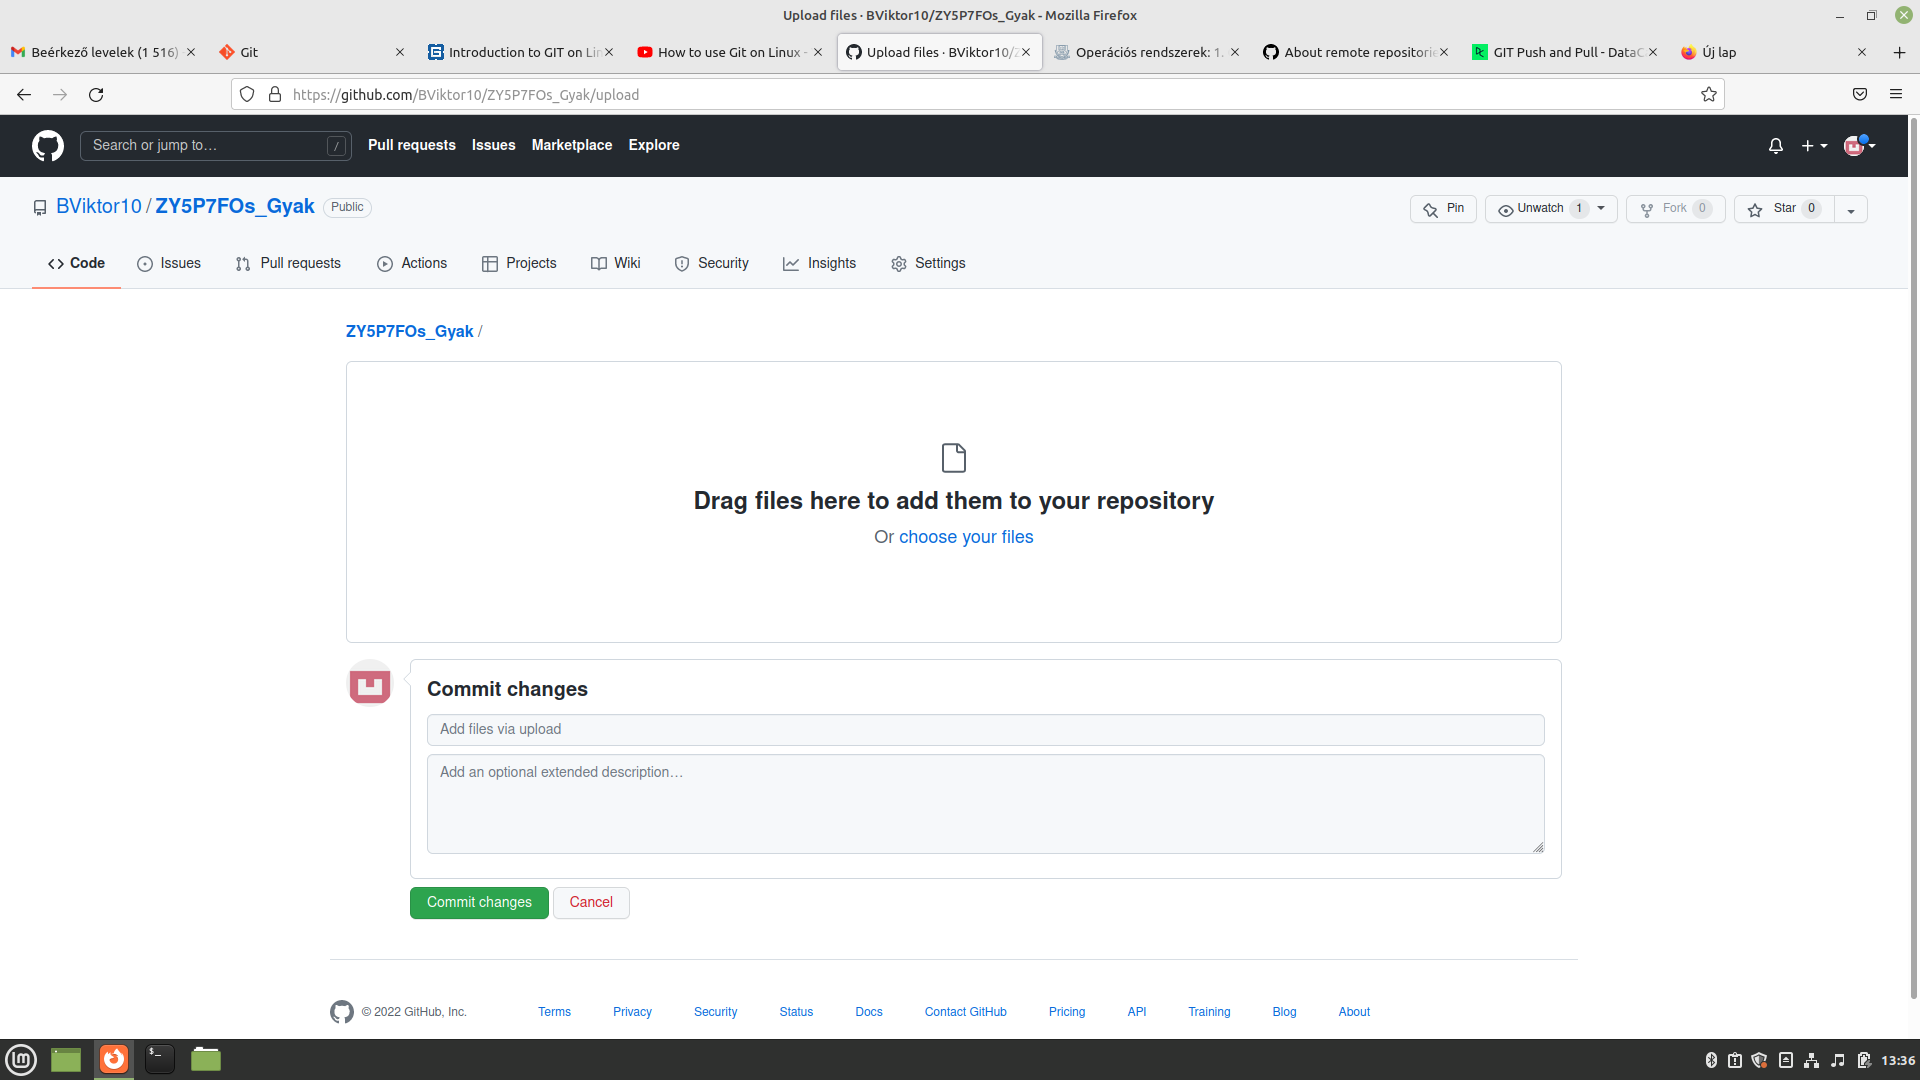 Upload files · BViktor10/ZY5P7FOs_Gyak - Mozilla Firefox
Beérkező levelek (1 516)
Git
Introduction to GIT on Lin
How to use Git on Linux -
Upload files · BViktor10/Z
Operációs rendszerek: 1.
About remote repositorie
GIT Push and Pull - DataC
Új lap
https://github.com/BViktor10/ZY5P7FOs_Gyak/upload
Search or jump to…
/
Pull requests
Issues
Marketplace
Explore
BViktor10 / ZY5P7FOs_Gyak
Public
Pin
Unwatch 1
Fork 0
Star 0
Code
Issues
Pull requests
Actions
Projects
Wiki
Security
Insights
Settings
ZY5P7FOs_Gyak /
Drag files here to add them to your repository
Or choose your files
Commit changes
Add files via upload
Add an optional extended description…
Commit changes
Cancel
© 2022 GitHub, Inc.
Terms
Privacy
Security
Status
Docs
Contact GitHub
Pricing
API
Training
Blog
About
13:36